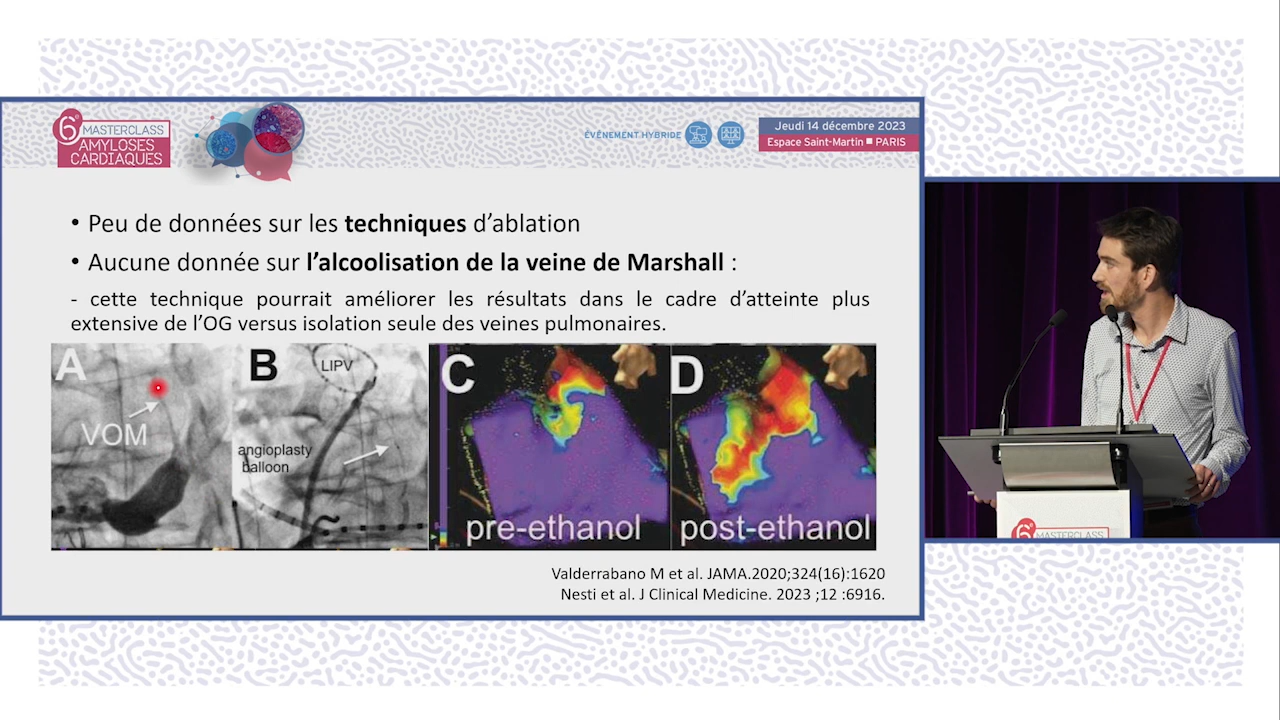 6e MASTERCLASS
AMYLOSES
CARDIAQUES
ÉVÉNEMENT HYBRIDE
Jeudi 14 décembre 2023
Espace Saint-Martin ■ PARIS
• Peu de données sur les techniques d’ablation
• Aucune donnée sur l’alcoolisation de la veine de Marshall :
- cette technique pourrait améliorer les résultats dans le cadre d’atteinte plus
extensive de l’OG versus isolation seule des veines pulmonaires.
A
VOM
B
LIPV
angioplasty
balloon
C
pre-ethanol
D
post-ethanol
Valderrabano M et al. JAMA.2020;324(16):1620
Nesti et al. J Clinical Medicine. 2023 ;12 :6916.
6e MASTERCLASS